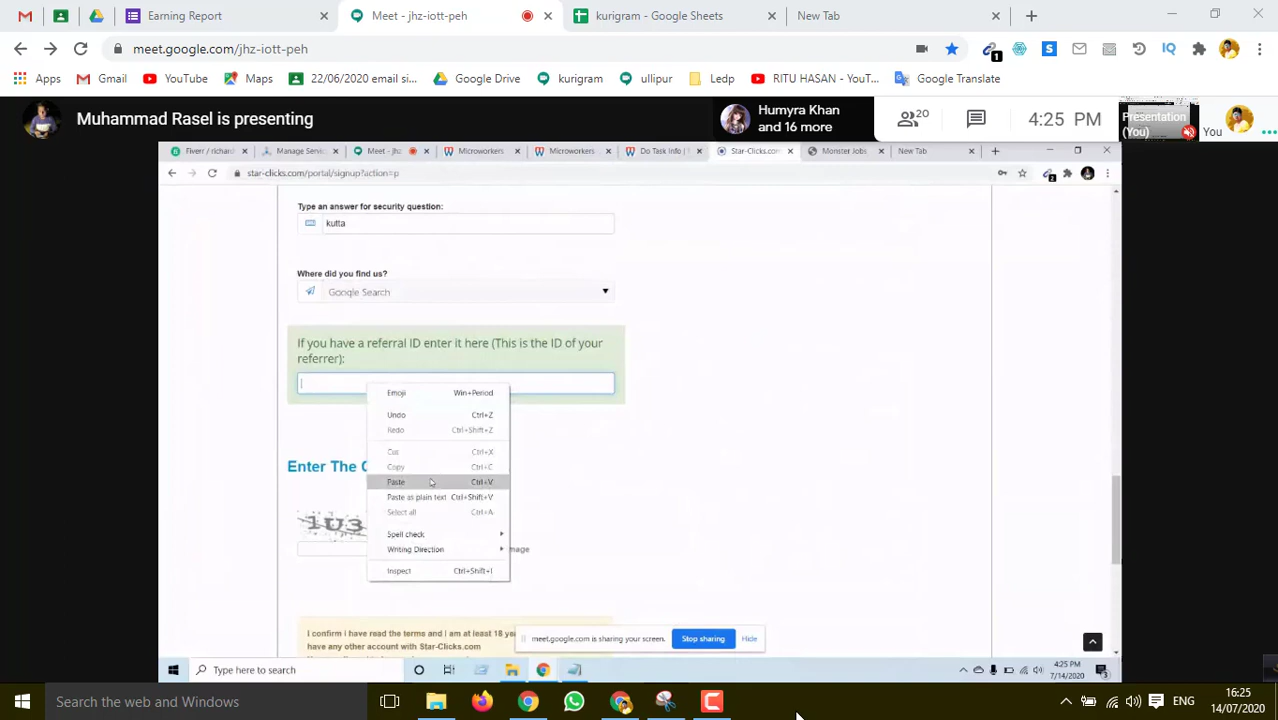 Earning Report
Meet - jhz-iott-peh
kurigram - Google Sheets
New Tab
meet.google.com/jhz-iott-peh
1
IQ
Apps
Gmail
YouTube
Maps
22/06/2020 email si...
Google Drive
kurigram
ullipur
Ledp
RITU HASAN - YouT...
Google Translate
Muhammad Rasel is presenting
Humyra Khan
and 16 more
20
4:25 PM
Presentation
(You)
You
Fiverr / richard
Manage Servi
Meet - jhz
Microworkers
Microworkers
Do Task info |
Star-Clicks.com
Monster Jobs
New Tab
star-clicks.com/portal/signup?action=p
2
Type an answer for security question:
kutta
Where did you find us?
Google Search
If you have a referral ID enter it here (This is the ID of your
referrer):
Emoji Win+Period
Undo Ctrl+Z
Redo Ctrl+Shift+Z
Cut Ctrl+X
Copy Ctrl+C
Paste Ctrl+V
Paste as plain text Ctrl+Shift+V
Select all Ctrl+A
Spell check
Writing Direction
Inspect Ctrl+Shift+I
Enter The C
1U3
mage
I confirm i have read the terms and I am at least 18 ye
have any other account with Star-Clicks.com
meet.google.com is sharing your screen.
Stop sharing
Hide
Type here to search
4:25 PM
7/14/2020
Search the web and Windows
ENG
16:25
14/07/2020